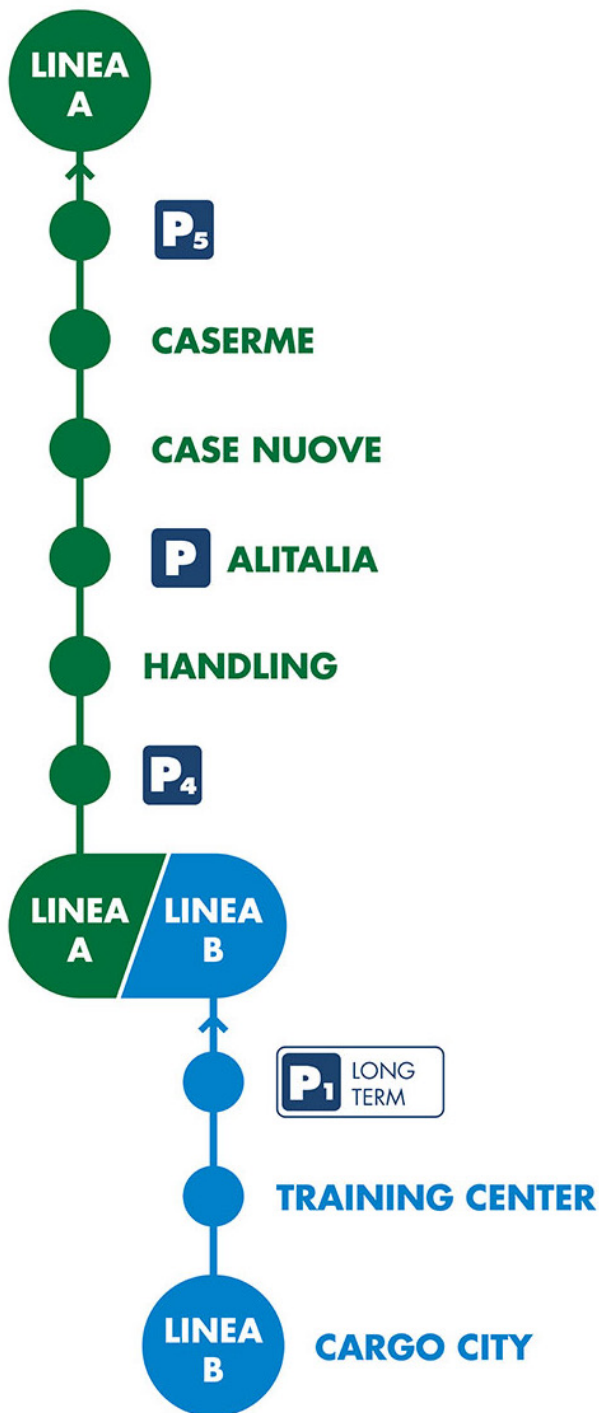 LINEA
A
P5
CASERME
CASE NUOVE
P ALITALIA
HANDLING
P4
LINEA
A
LINEA
B
P1 LONG
TERM
TRAINING CENTER
LINEA
B
CARGO CITY